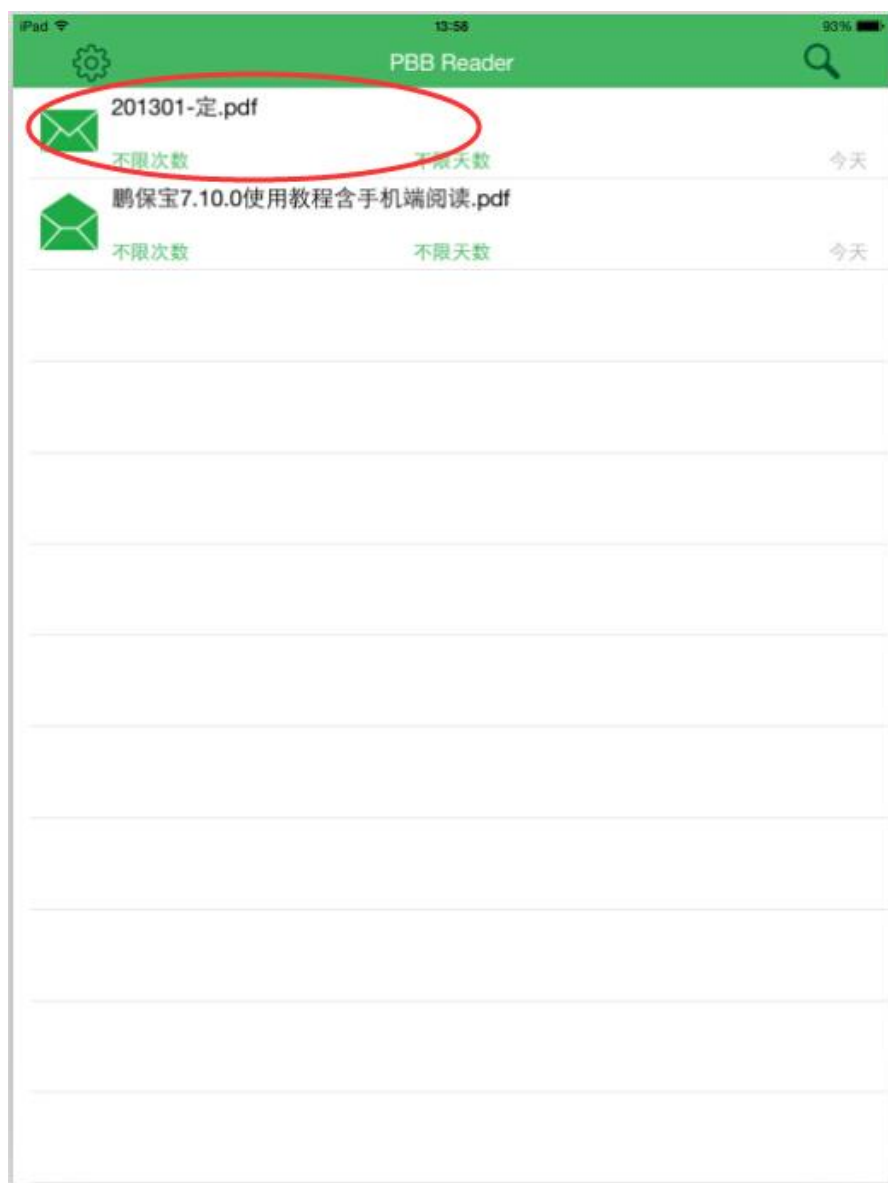 iPad 13:58 93%
PBB Reader
201301-定.pdf
不限次数 不限天数 今天
鹏保宝7.10.0使用教程含手机端阅读.pdf
不限次数 不限天数 今天